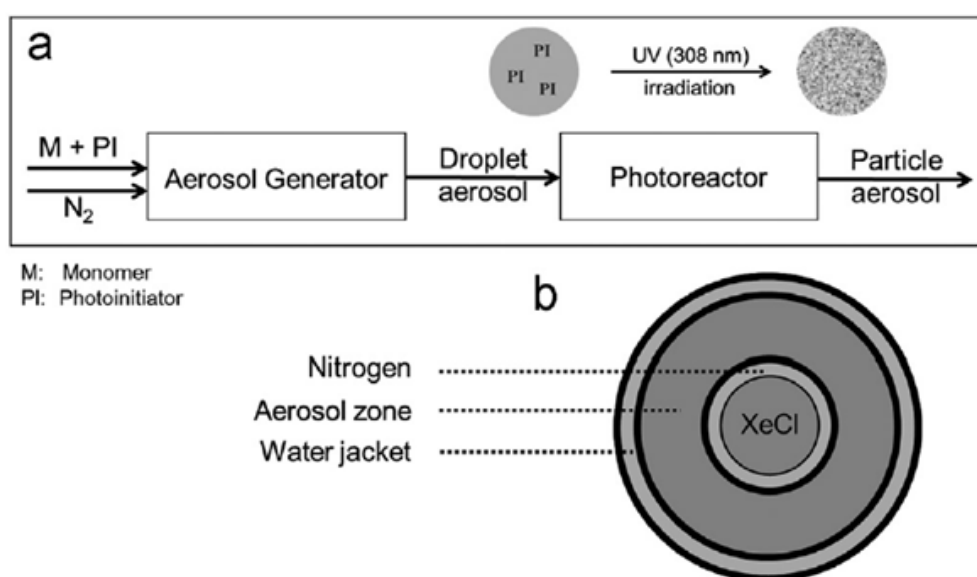 a
PI
PI
PI
UV (308 nm)
irradiation
M + PI
N2
Aerosol Generator
Droplet
aerosol
Photoreactor
Particle
aerosol
M: Monomer
PI: Photoinitiator
b
Nitrogen
Aerosol zone
Water jacket
XeCl